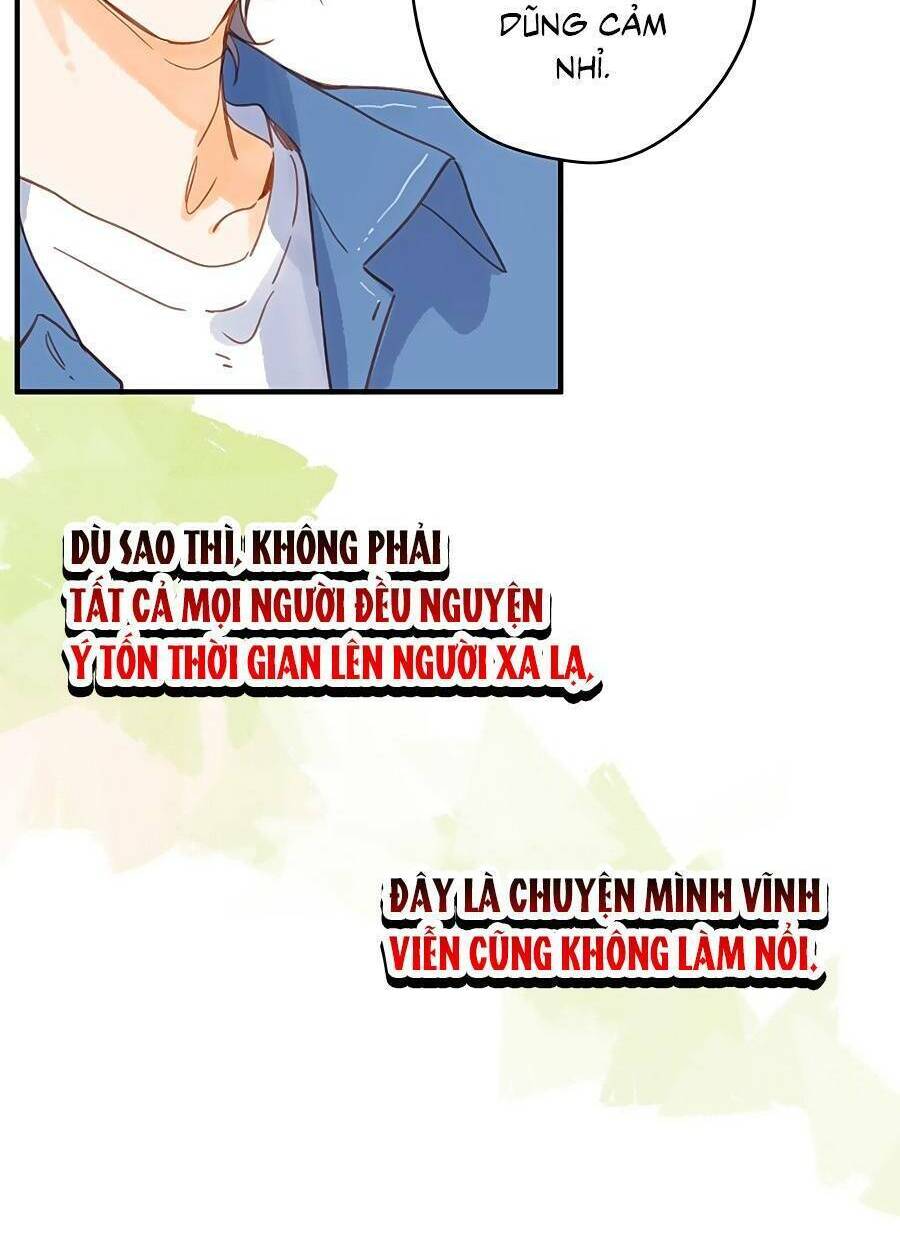 DŨNG CẢM
NHỈ.
DÙ SAO THÌ, KHÔNG PHẢI
TẤT CẢ MỌI NGƯỜI ĐỀU NGUYỆN
Ý TỐN THỜI GIAN LÊN NGƯỜI XA LẠ,
ĐÂY LÀ CHUYỆN MÌNH VĨNH
VIỄN CŨNG KHÔNG LÀM NỔI.